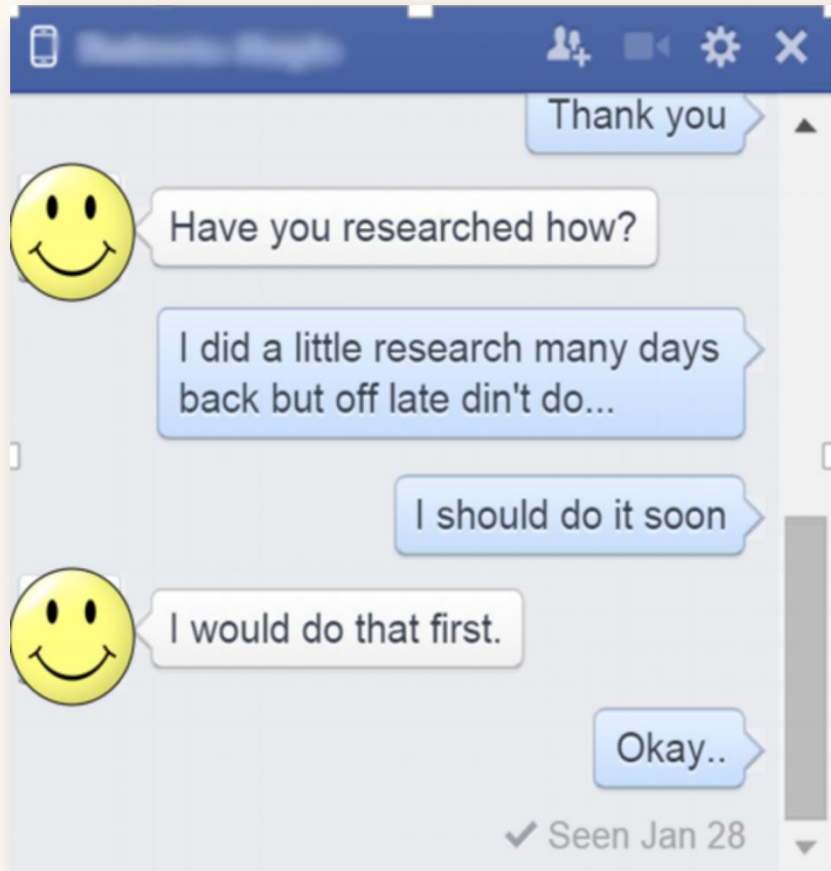 Thank you
Have you researched how?
I did a little research many days
back but off late din't do...
I should do it soon
I would do that first.
Okay..
Seen Jan 28